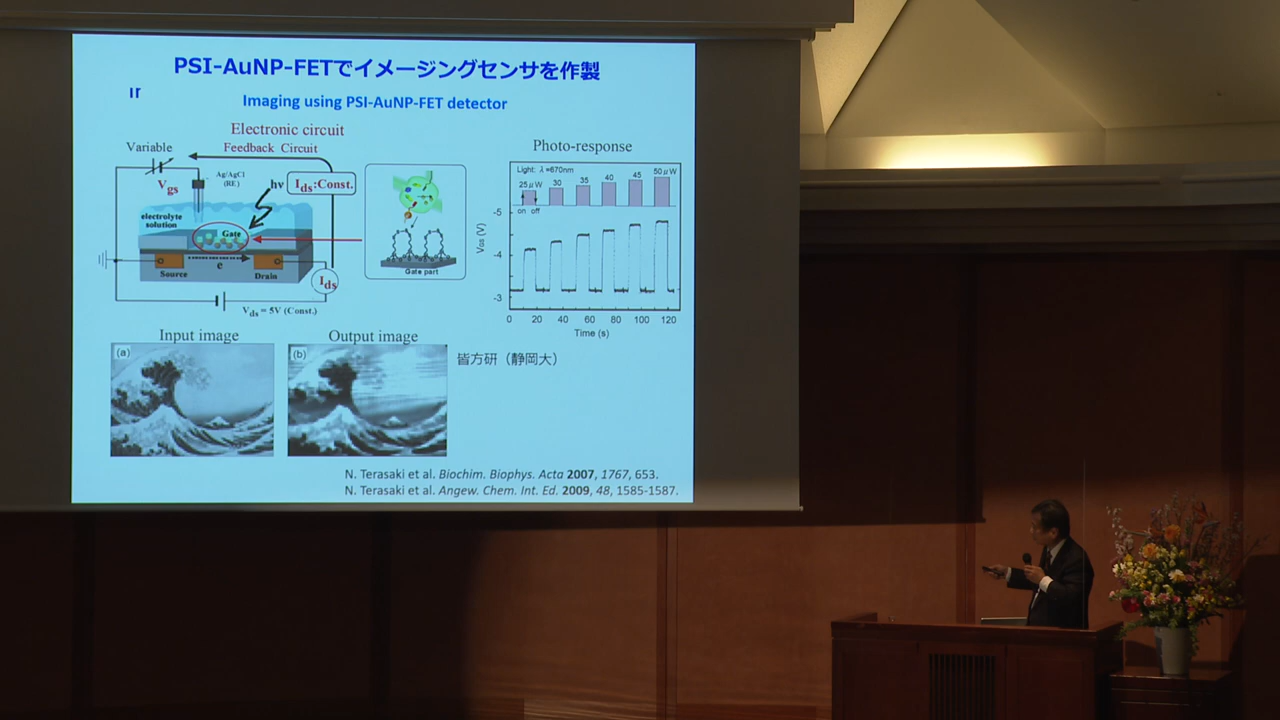 PSI-AuNP-FETでイメージングセンサを作製
Imaging using PSI-AuNP-FET detector
Electronic circuit
Variable
Feedback Circuit
Vgs
Ag/AgCl
(RE)
hν
Ids:Const.
electrolyte
solution
Gate
Source
e
Drain
Ids
Vds = 5V (Const.)
Gate part
Photo-response
Light: λ=670nm
25μW 30 35 40 45 50μW
on off
-5
-4
-3
VGS (V)
0 20 40 60 80 100 120
Time (s)
Input image
Output image
(a)
(b)
皆方研（静岡大）
N. Terasaki et al. Biochim. Biophys. Acta 2007, 1767, 653.
N. Terasaki et al. Angew. Chem. Int. Ed. 2009, 48, 1585-1587.